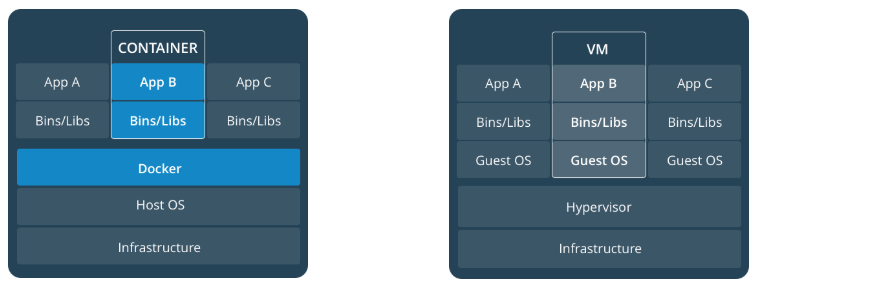 CONTAINER
App A App B App C
Bins/Libs Bins/Libs Bins/Libs
Docker
Host OS
Infrastructure
VM
App A App B App C
Bins/Libs Bins/Libs Bins/Libs
Guest OS Guest OS Guest OS
Hypervisor
Infrastructure